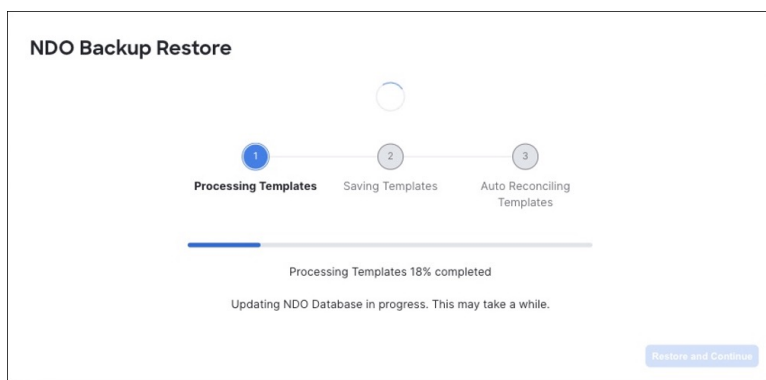 NDO Backup Restore
1
2
3
Processing Templates
Saving Templates
Auto Reconciling
Templates
Processing Templates 18% completed
Updating NDO Database in progress. This may take a while.
Restore and Continue